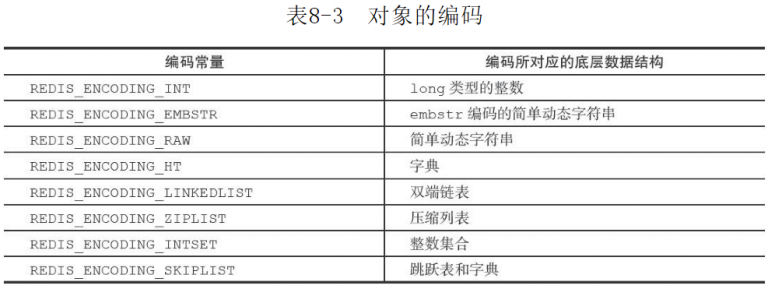 表8-3 对象的编码
编码常量 编码所对应的底层数据结构
REDIS_ENCODING_INT long 类型的整数
REDIS_ENCODING_EMBSTR embstr 编码的简单动态字符串
REDIS_ENCODING_RAW 简单动态字符串
REDIS_ENCODING_HT 字典
REDIS_ENCODING_LINKEDLIST 双端链表
REDIS_ENCODING_ZIPLIST 压缩列表
REDIS_ENCODING_INTSET 整数集合
REDIS_ENCODING_SKIPLIST 跳跃表和字典